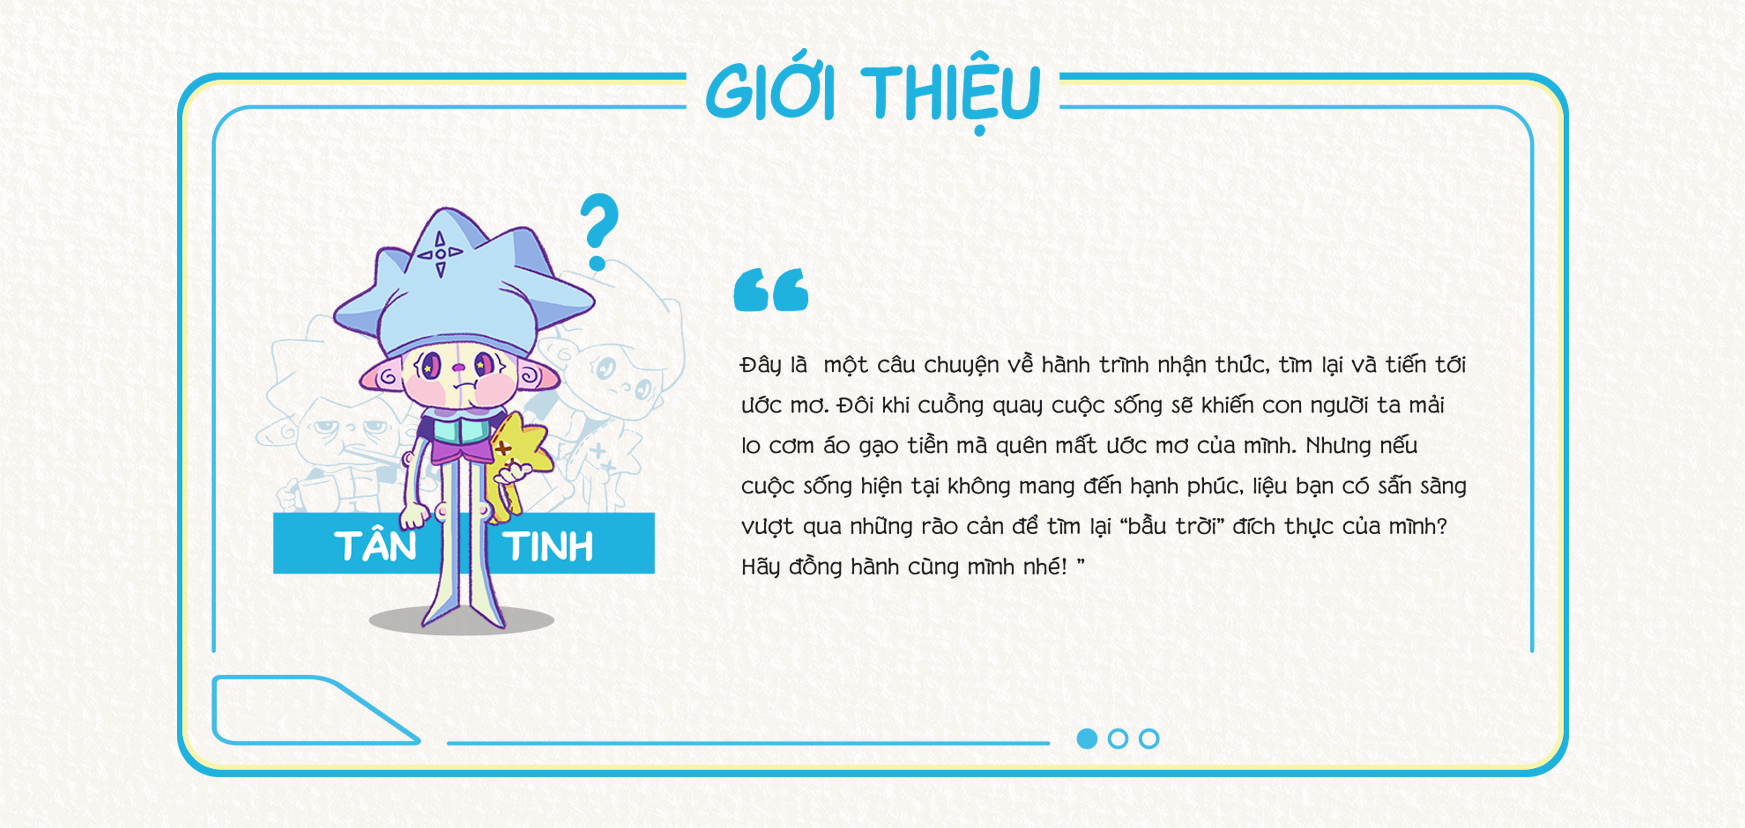 GIỚI THIỆU
?
TÂN TINH
“
Đây là một câu chuyện về hành trình nhận thức, tìm lại và tiến tới
ước mơ. Đôi khi cuồng quay cuộc sống sẽ khiến con người ta mải
lo cơm áo gạo tiền mà quên mất ước mơ của mình. Nhưng nếu
cuộc sống hiện tại không mang đến hạnh phúc, liệu bạn có sẵn sàng
vượt qua những rào cản để tìm lại “bầu trời” đích thực của mình?
Hãy đồng hành cùng mình nhé! ”